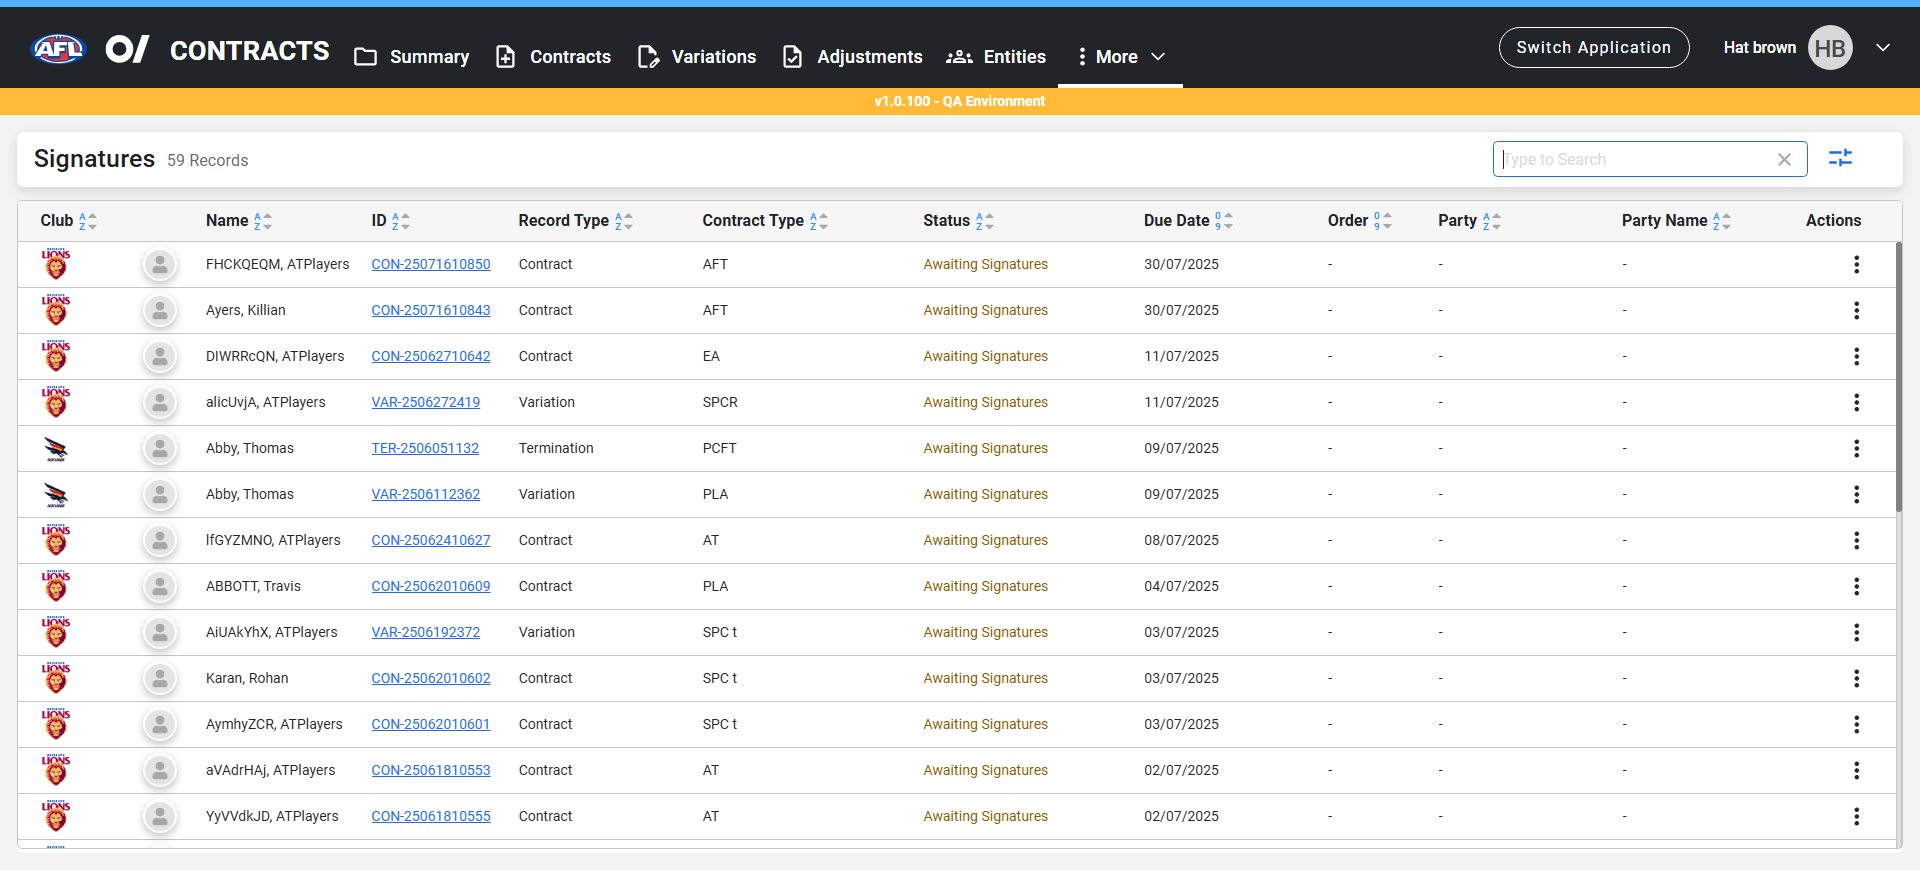 AFL CONTRACTS Summary Contracts Variations Adjustments Entities More Switch Application Hat brown HB
v1.0.100 - QA Environment
Signatures 59 Records Type to Search
Club Name ID Record Type Contract Type Status Due Date Order Party Party Name Actions
LIONS FHCKQEQM, ATPlayers CON-25071610850 Contract AFT Awaiting Signatures 30/07/2025 - - -
LIONS Ayers, Killian CON-25071610843 Contract AFT Awaiting Signatures 30/07/2025 - - -
LIONS DIWRRcQN, ATPlayers CON-25062710642 Contract EA Awaiting Signatures 11/07/2025 - - -
LIONS alicUvjA, ATPlayers VAR-2506272419 Variation SPCR Awaiting Signatures 11/07/2025 - - -
Abby, Thomas TER-2506051132 Termination PCFT Awaiting Signatures 09/07/2025 - - -
Abby, Thomas VAR-2506112362 Variation PLA Awaiting Signatures 09/07/2025 - - -
LIONS lfGYZMNO, ATPlayers CON-25062410627 Contract AT Awaiting Signatures 08/07/2025 - - -
LIONS ABBOTT, Travis CON-25062010609 Contract PLA Awaiting Signatures 04/07/2025 - - -
LIONS AiUAkYhX, ATPlayers VAR-2506192372 Variation SPC t Awaiting Signatures 03/07/2025 - - -
LIONS Karan, Rohan CON-25062010602 Contract SPC t Awaiting Signatures 03/07/2025 - - -
LIONS AymhyZCR, ATPlayers CON-25062010601 Contract SPC t Awaiting Signatures 03/07/2025 - - -
LIONS aVAdrHAj, ATPlayers CON-25061810553 Contract AT Awaiting Signatures 02/07/2025 - - -
LIONS YyVVdkJD, ATPlayers CON-25061810555 Contract AT Awaiting Signatures 02/07/2025 - - -